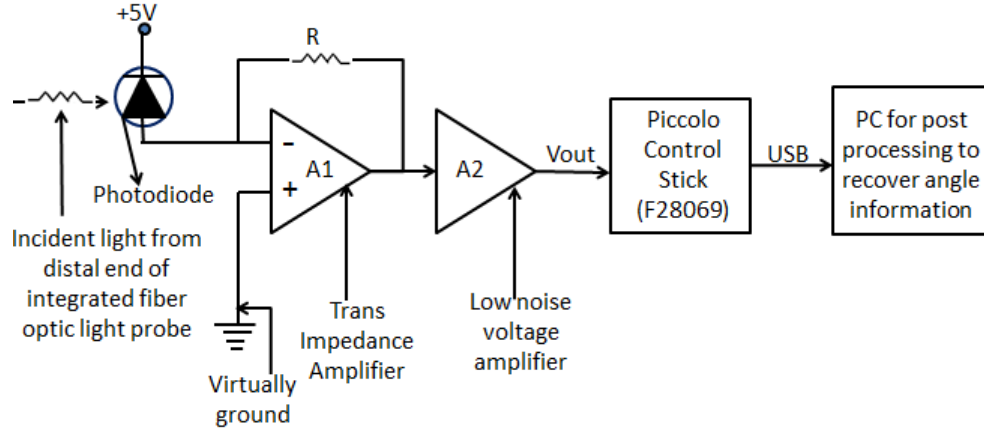 +5V
R
Photodiode
Incident light from
distal end of
integrated fiber
optic light probe
-
+
A1
Virtually
ground
Trans
Impedance
Amplifier
A2
Low noise
voltage
amplifier
Vout
Piccolo
Control
Stick
(F28069)
USB
PC for post
processing to
recover angle
information